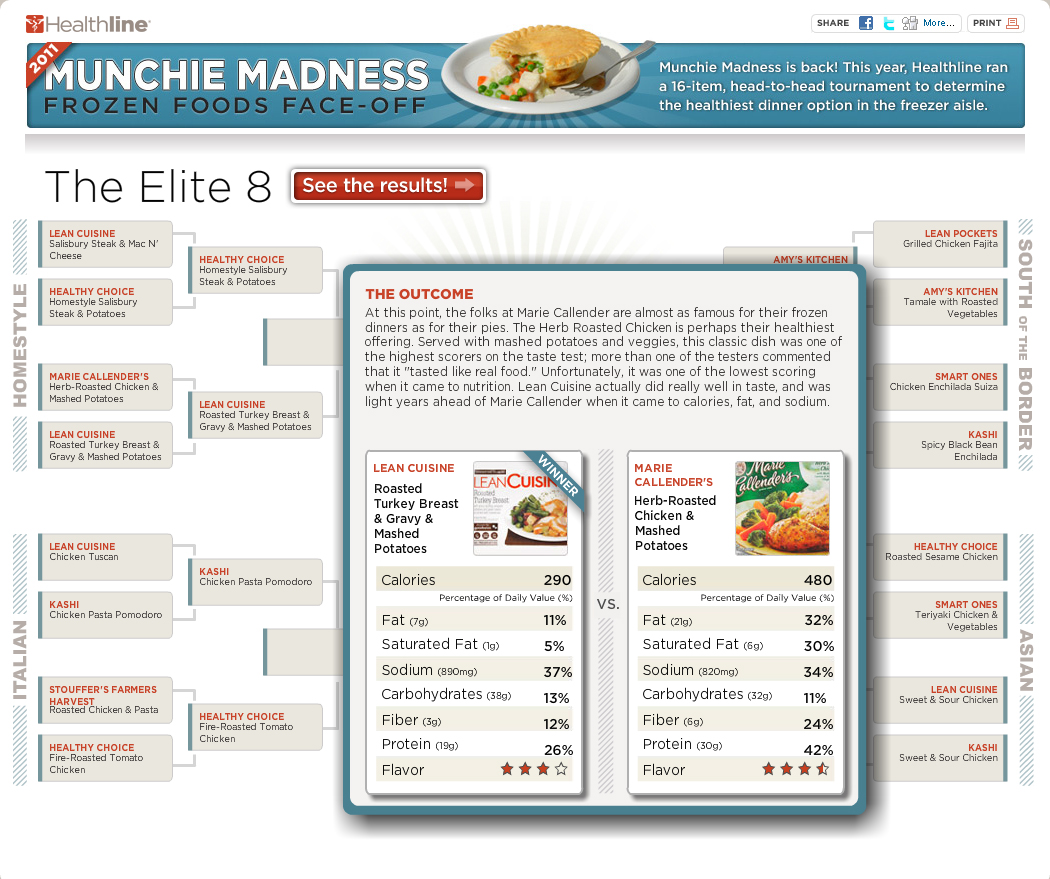 Healthline
SHARE More... PRINT
2011
MUNCHIE MADNESS
FROZEN FOODS FACE-OFF
Munchie Madness is back! This year, Healthline ran
a 16-item, head-to-head tournament to determine
the healthiest dinner option in the freezer aisle.
The Elite 8
See the results!
HOMESTYLE
LEAN CUISINE
Salisbury Steak & Mac N'
Cheese
HEALTHY CHOICE
Homestyle Salisbury
Steak & Potatoes
MARIE CALLENDER'S
Herb-Roasted Chicken &
Mashed Potatoes
LEAN CUISINE
Roasted Turkey Breast &
Gravy & Mashed Potatoes
HEALTHY CHOICE
Homestyle Salisbury
Steak & Potatoes
LEAN CUISINE
Roasted Turkey Breast &
Gravy & Mashed Potatoes
ITALIAN
LEAN CUISINE
Chicken Tuscan
KASHI
Chicken Pasta Pomodoro
STOUFFER'S FARMERS
HARVEST
Roasted Chicken & Pasta
HEALTHY CHOICE
Fire-Roasted Tomato
Chicken
KASHI
Chicken Pasta Pomodoro
HEALTHY CHOICE
Fire-Roasted Tomato
Chicken
THE OUTCOME
At this point, the folks at Marie Callender are almost as famous for their frozen
dinners as for their pies. The Herb Roasted Chicken is perhaps their healthiest
offering. Served with mashed potatoes and veggies, this classic dish was one of
the highest scorers on the taste test; more than one of the testers commented
that it "tasted like real food." Unfortunately, it was one of the lowest scoring
when it came to nutrition. Lean Cuisine actually did really well in taste, and was
light years ahead of Marie Callender when it came to calories, fat, and sodium.
LEAN CUISINE
Roasted
Turkey Breast
& Gravy &
Mashed
Potatoes
LEAN CUISIN
Roasted
Turkey Breast
WINNER
Calories 290
Percentage of Daily Value (%)
Fat (7g) 11%
Saturated Fat (1g) 5%
Sodium (890mg) 37%
Carbohydrates (38g) 13%
Fiber (3g) 12%
Protein (19g) 26%
Flavor
VS.
MARIE
CALLENDER'S
Herb-Roasted
Chicken &
Mashed
Potatoes
Marie
Callender's
Calories 480
Percentage of Daily Value (%)
Fat (21g) 32%
Saturated Fat (6g) 30%
Sodium (820mg) 34%
Carbohydrates (32g) 11%
Fiber (6g) 24%
Protein (30g) 42%
Flavor
AMY'S KITCHEN
LEAN POCKETS
Grilled Chicken Fajita
AMY'S KITCHEN
Tamale with Roasted
Vegetables
SMART ONES
Chicken Enchilada Suiza
KASHI
Spicy Black Bean
Enchilada
SOUTH OF THE BORDER
HEALTHY CHOICE
Roasted Sesame Chicken
SMART ONES
Teriyaki Chicken &
Vegetables
LEAN CUISINE
Sweet & Sour Chicken
KASHI
Sweet & Sour Chicken
ASIAN